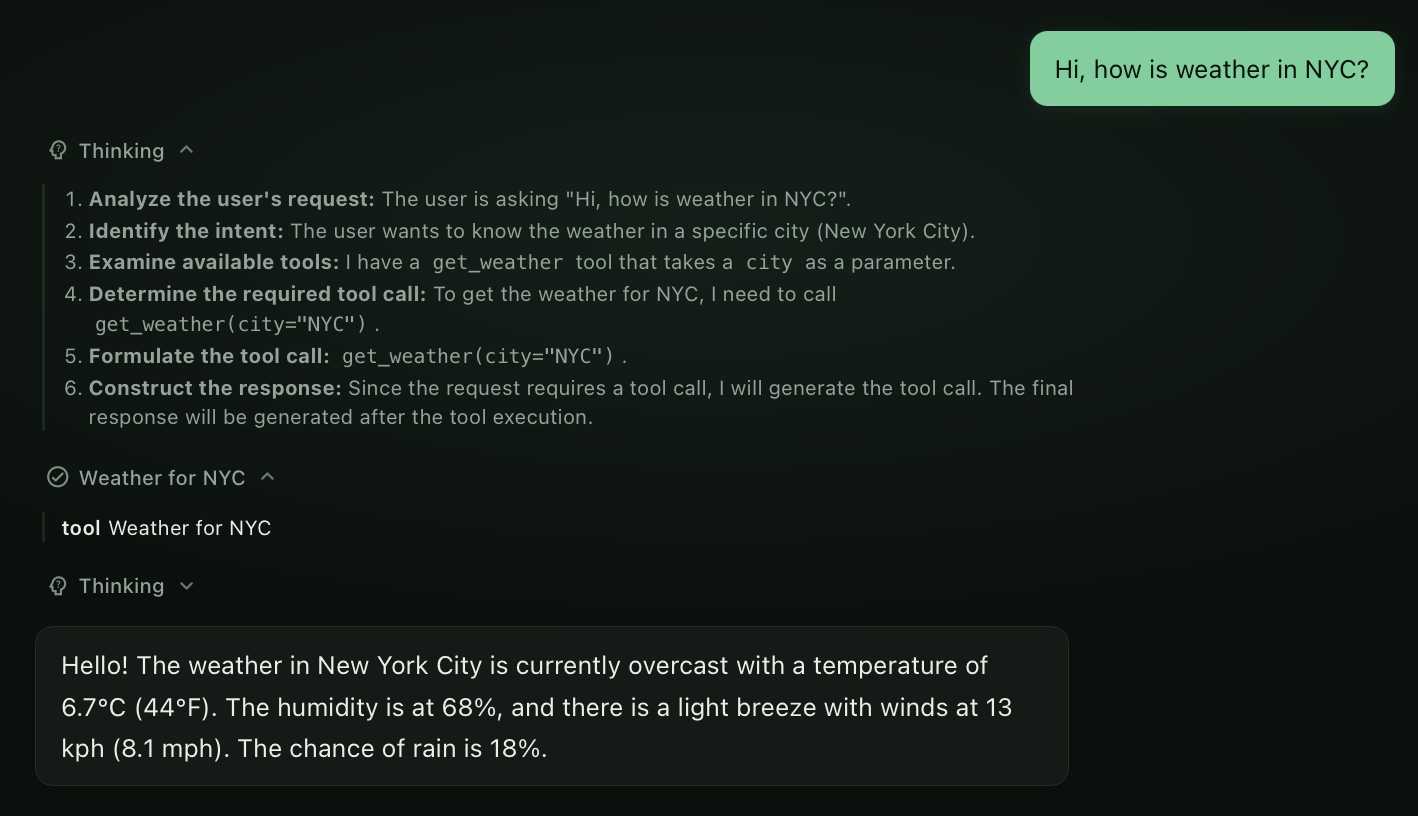 Hi, how is weather in NYC?
Thinking
1. Analyze the user's request: The user is asking "Hi, how is weather in NYC?".
2. Identify the intent: The user wants to know the weather in a specific city (New York City).
3. Examine available tools: I have a get_weather tool that takes a city as a parameter.
4. Determine the required tool call: To get the weather for NYC, I need to call
get_weather(city="NYC") .
5. Formulate the tool call: get_weather(city="NYC") .
6. Construct the response: Since the request requires a tool call, I will generate the tool call. The final
response will be generated after the tool execution.
Weather for NYC
tool Weather for NYC
Thinking
Hello! The weather in New York City is currently overcast with a temperature of
6.7°C (44°F). The humidity is at 68%, and there is a light breeze with winds at 13
kph (8.1 mph). The chance of rain is 18%.